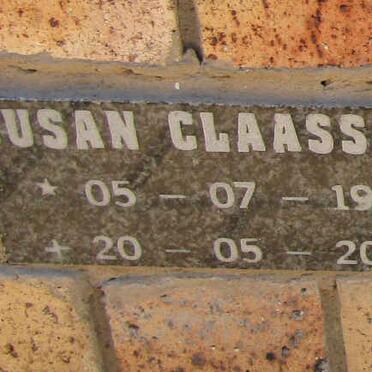 USAN CLAASS
* 05 – 07 – 19
+ 20 – 05 – 20